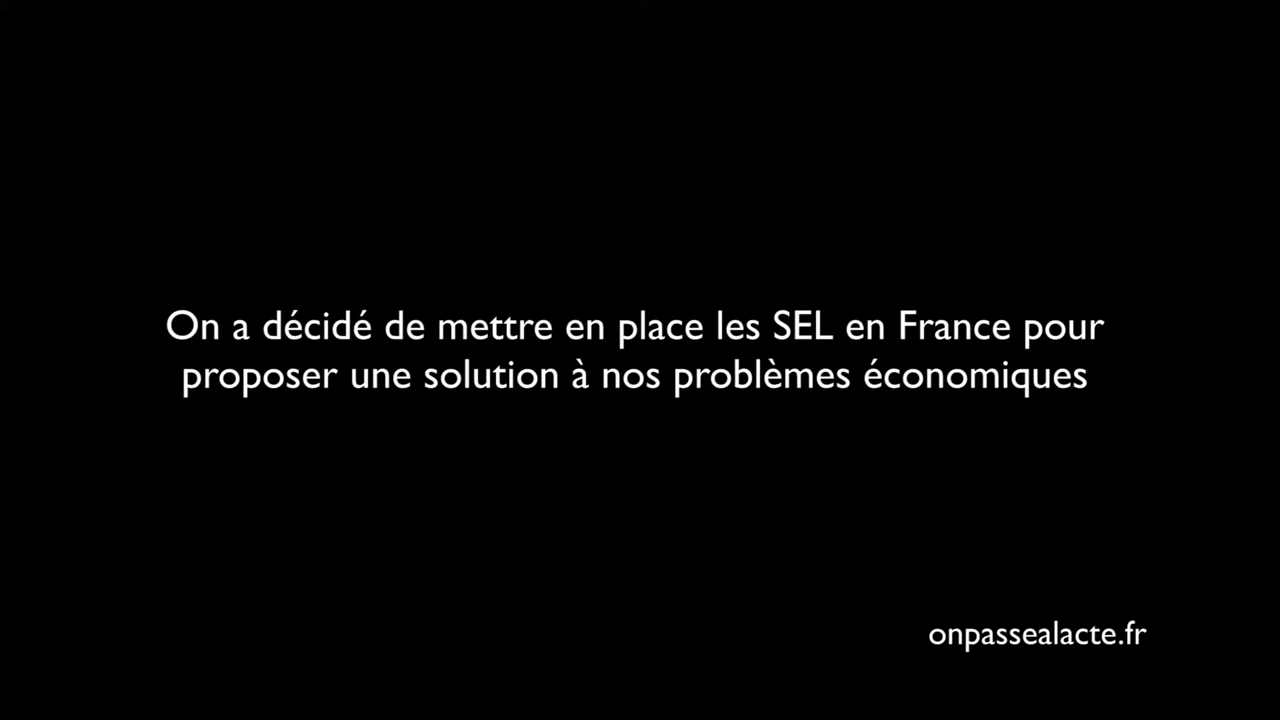 On a décidé de mettre en place les SEL en France pour
proposer une solution à nos problèmes économiques
onpassealacte.fr